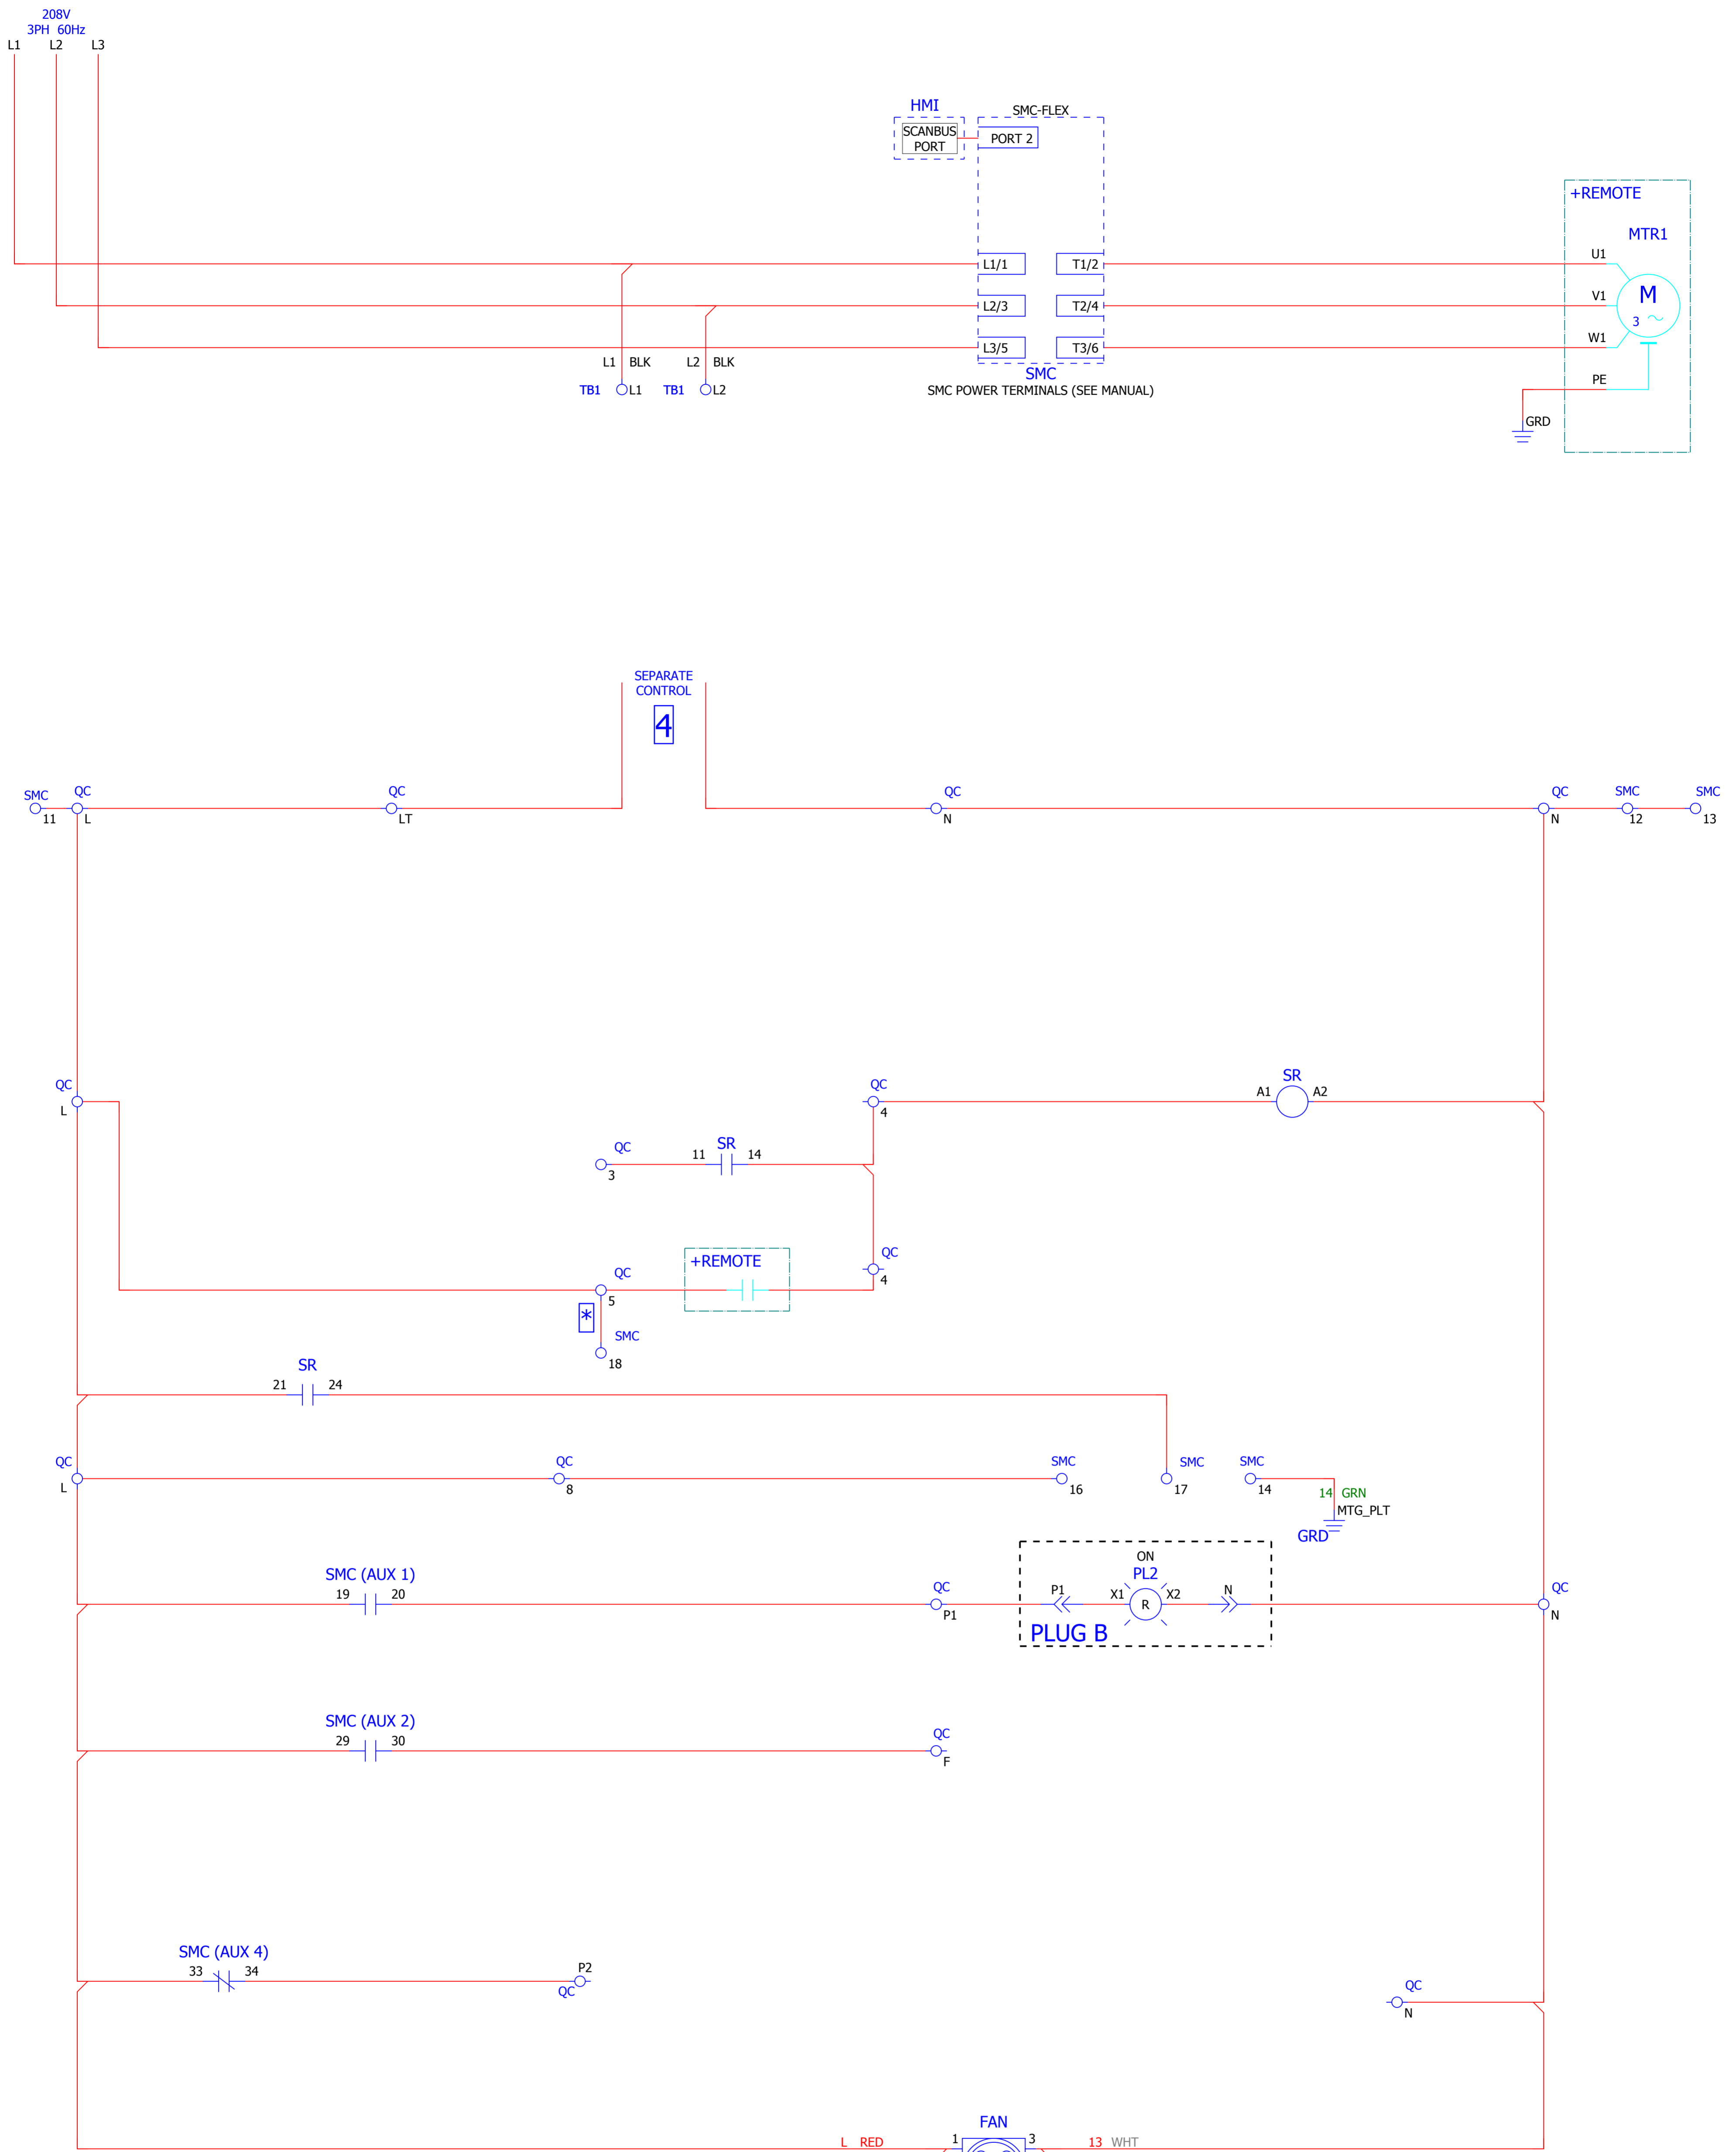 208V
3PH 60Hz
L1 L2 L3
HMI
SCANBUS
PORT
SMC-FLEX
PORT 2
+REMOTE
MTR1
L1/1 T1/2 U1
L2/3 T2/4 V1
M
3
L3/5 T3/6 W1
L1 BLK L2 BLK
SMC
PE
TB1 L1 TB1 L2
SMC POWER TERMINALS (SEE MANUAL)
GRD
SEPARATE
CONTROL
4
SMC QC QC QC QC SMC SMC
11 L LT N N 12 13
QC QC SR
L 4 A1 A2
QC SR
3 11 14
QC +REMOTE QC
5 4
*
SMC
18
SR
21 24
QC QC SMC SMC SMC
L 8 16 17 14
14 GRN
MTG_PLT
GRD
ON
SMC (AUX 1) PL2
19 20 QC P1 X1 R X2 N QC
P1 N
PLUG B
SMC (AUX 2)
29 30 QC
F
SMC (AUX 4)
33 34 P2
QC QC
N
FAN
L RED 1 3 13 WHT